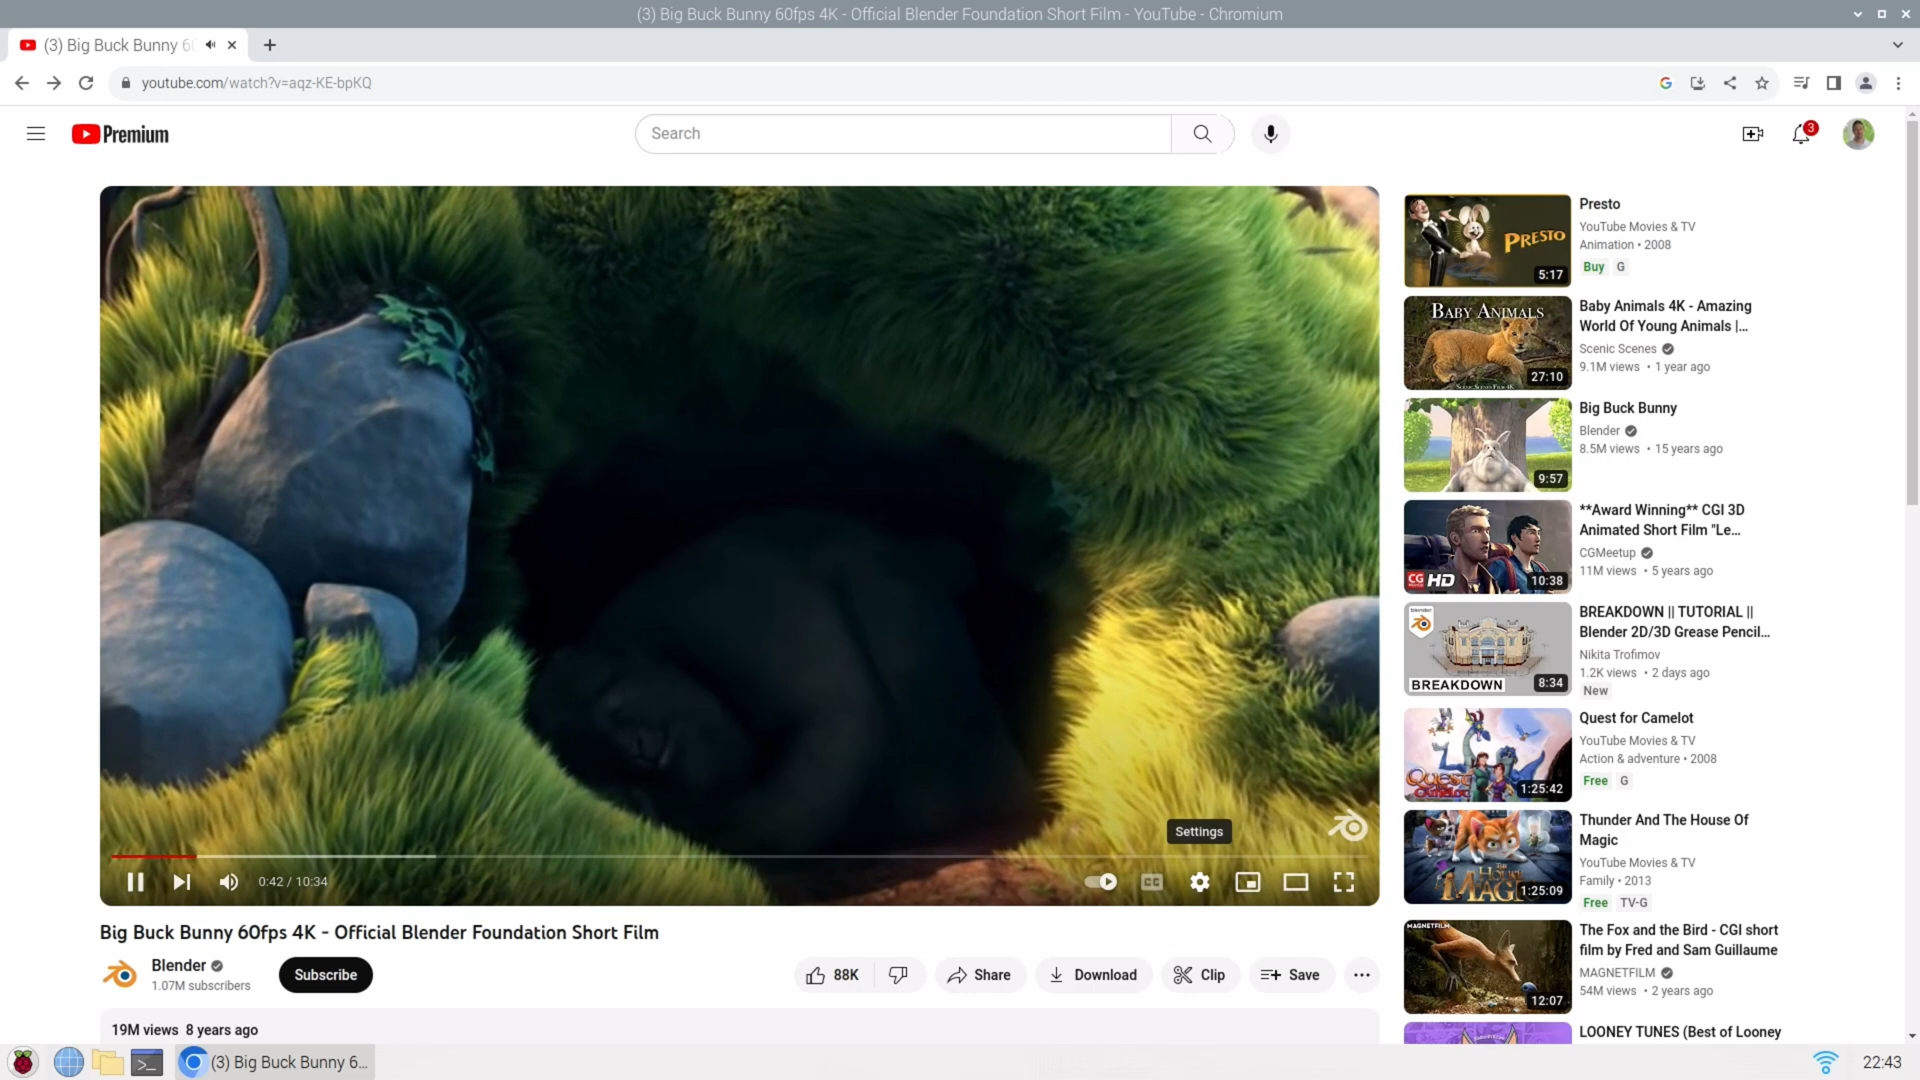 (3) Big Buck Bunny 60fps 4K - Official Blender Foundation Short Film - YouTube - Chromium
(3) Big Buck Bunny 6
youtube.com/watch?v=aqz-KE-bpKQ
Premium
Search
3
Settings
0:42 / 10:34
CC
Big Buck Bunny 60fps 4K - Official Blender Foundation Short Film
Blender
1.07M subscribers
Subscribe
88K
Share
Download
Clip
Save
19M views 8 years ago
PRESTO
5:17
Presto
YouTube Movies & TV
Animation • 2008
Buy G
BABY ANIMALS
27:10
Baby Animals 4K - Amazing
World Of Young Animals |...
Scenic Scenes
9.1M views • 1 year ago
9:57
Big Buck Bunny
Blender
8.5M views • 15 years ago
CG HD
10:38
**Award Winning** CGI 3D
Animated Short Film "Le...
CGMeetup
11M views • 5 years ago
blender
BREAKDOWN
8:34
BREAKDOWN || TUTORIAL ||
Blender 2D/3D Grease Pencil...
Nikita Trofimov
1.2K views • 2 days ago
New
1:25:42
Quest for Camelot
YouTube Movies & TV
Action & adventure • 2008
Free G
1:25:09
Thunder And The House Of
Magic
YouTube Movies & TV
Family • 2013
Free TV-G
MAGNETFILM
12:07
The Fox and the Bird - CGI short
film by Fred and Sam Guillaume
MAGNETFILM
54M views • 2 years ago
LOONEY TUNES (Best of Looney
(3) Big Buck Bunny 6...
22:43